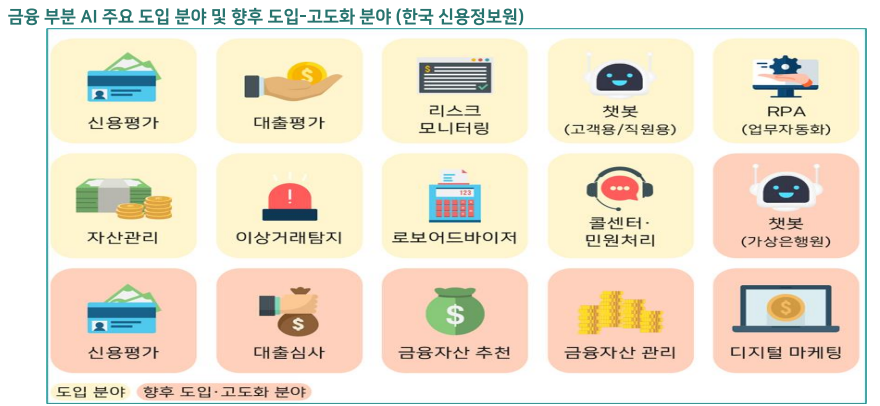 금융 부분 AI 주요 도입 분야 및 향후 도입-고도화 분야 (한국 신용정보원)
신용평가
대출평가
리스크
모니터링
챗봇
(고객용/직원용)
RPA
(업무자동화)
자산관리
이상거래탐지
로보어드바이저
123
콜센터·
민원처리
챗봇
(가상은행원)
신용평가
대출심사
금융자산 추천
금융자산 관리
디지털 마케팅
도입 분야 향후 도입·고도화 분야